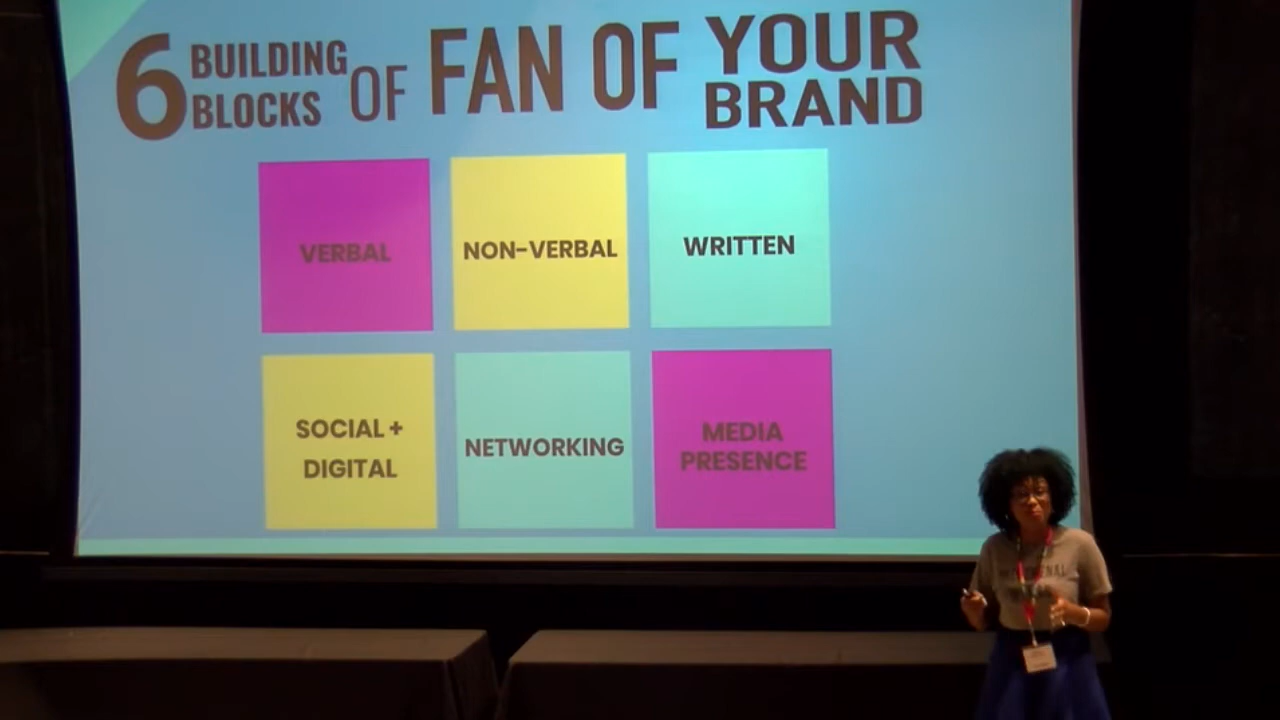 6 BUILDING BLOCKS OF FAN OF YOUR BRAND
VERBAL
NON-VERBAL
WRITTEN
SOCIAL +
DIGITAL
NETWORKING
MEDIA
PRESENCE